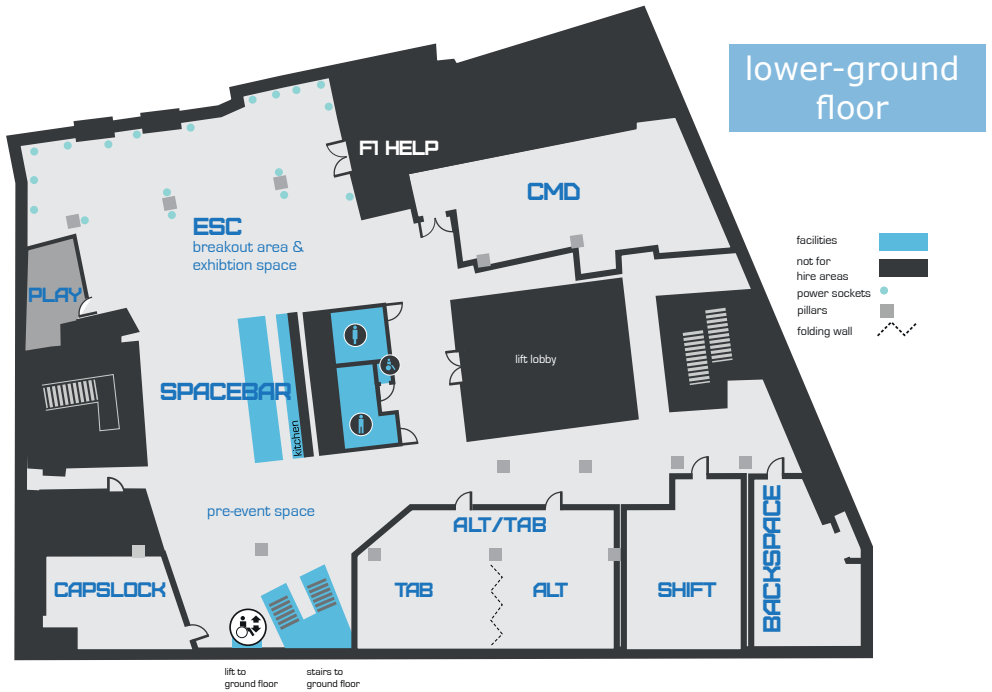 lower-ground
floor
F1 HELP
CMD
ESC
breakout area &
exhibtion space
facilities
not for
hire areas
power sockets
pillars
folding wall
PLAY
lift lobby
SPACEBAR
kitchen
pre-event space
ALT/TAB
BACKSPACE
CAPSLOCK
TAB
ALT
SHIFT
lift to
ground floor
stairs to
ground floor